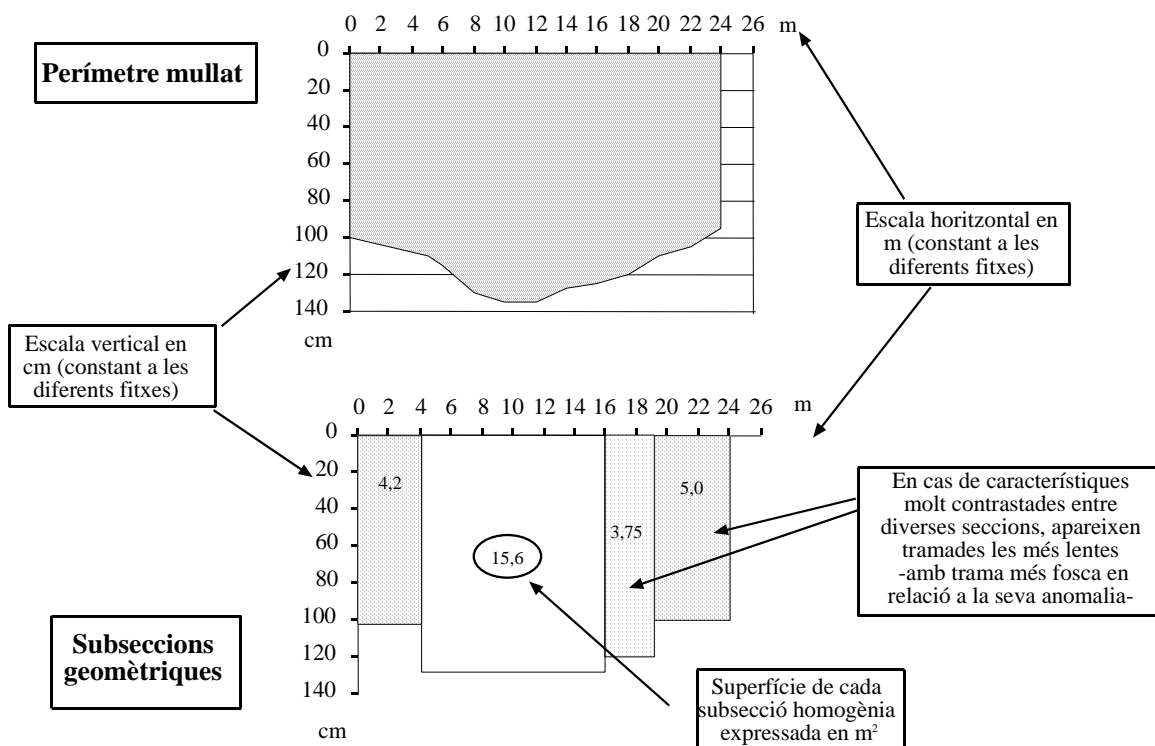 0 2 4 6 8 10 12 14 16 18 20 22 24 26 m
0
20
40
60
80
100
120
140
cm
Perímetre mullat
Escala horitzontal en
m (constant a les
diferents fitxes)
Escala vertical en
cm (constant a les
diferents fitxes)
0 2 4 6 8 10 12 14 16 18 20 22 24 26 m
0
20
40
60
80
100
120
140
cm
4,2
15,6
3,75
5,0
En cas de característiques
molt contrastades entre
diverses seccions, apareixen
tramades les més lentes
-amb trama més fosca en
relació a la seva anomalia-
Subseccions
geomètriques
Superfície de cada
subsecció homogènia
expressada en m²